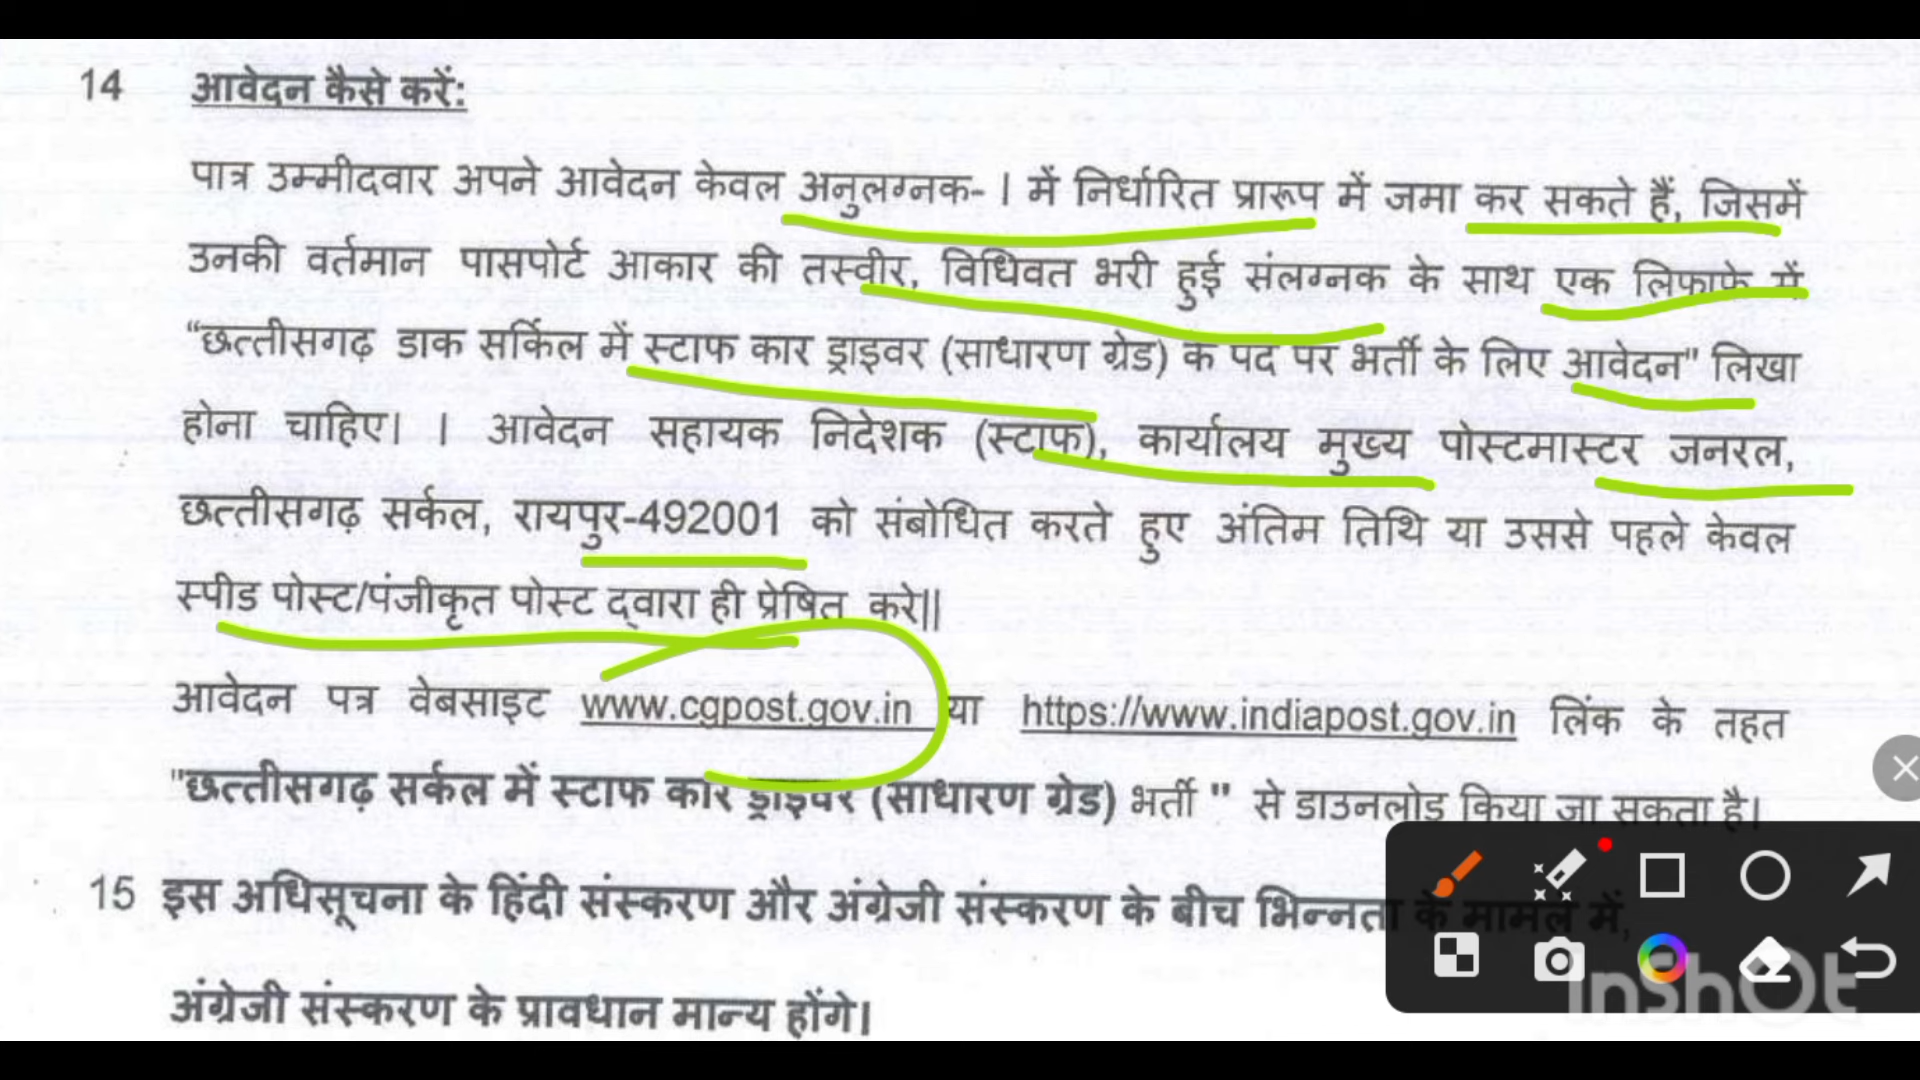 14 आवेदन कैसे करें:
पात्र उम्मीदवार अपने आवेदन केवल अनुलग्नक- I में निर्धारित प्रारूप में जमा कर सकते हैं, जिसमें
उनकी वर्तमान पासपोर्ट आकार की तस्वीर, विधिवत भरी हुई संलग्नक के साथ एक लिफाफे में
“छत्तीसगढ़ डाक सर्किल में स्टाफ कार ड्राइवर (साधारण ग्रेड) के पद पर भर्ती के लिए आवेदन" लिखा
होना चाहिए। । आवेदन सहायक निदेशक (स्टाफ), कार्यालय मुख्य पोस्टमास्टर जनरल,
छत्तीसगढ़ सर्कल, रायपुर-492001 को संबोधित करते हुए अंतिम तिथि या उससे पहले केवल
स्पीड पोस्ट/पंजीकृत पोस्ट द्वारा ही प्रेषित करे||
आवेदन पत्र वेबसाइट www.cgpost.gov.in या https://www.indiapost.gov.in लिंक के तहत
"छत्तीसगढ़ सर्कल में स्टाफ कार ड्राइवर (साधारण ग्रेड) भर्ती " से डाउनलोड किया जा सकता है।
15 इस अधिसूचना के हिंदी संस्करण और अंग्रेजी संस्करण के बीच भिन्नता के मामले में,
अंग्रेजी संस्करण के प्रावधान मान्य होंगे।
InShOt